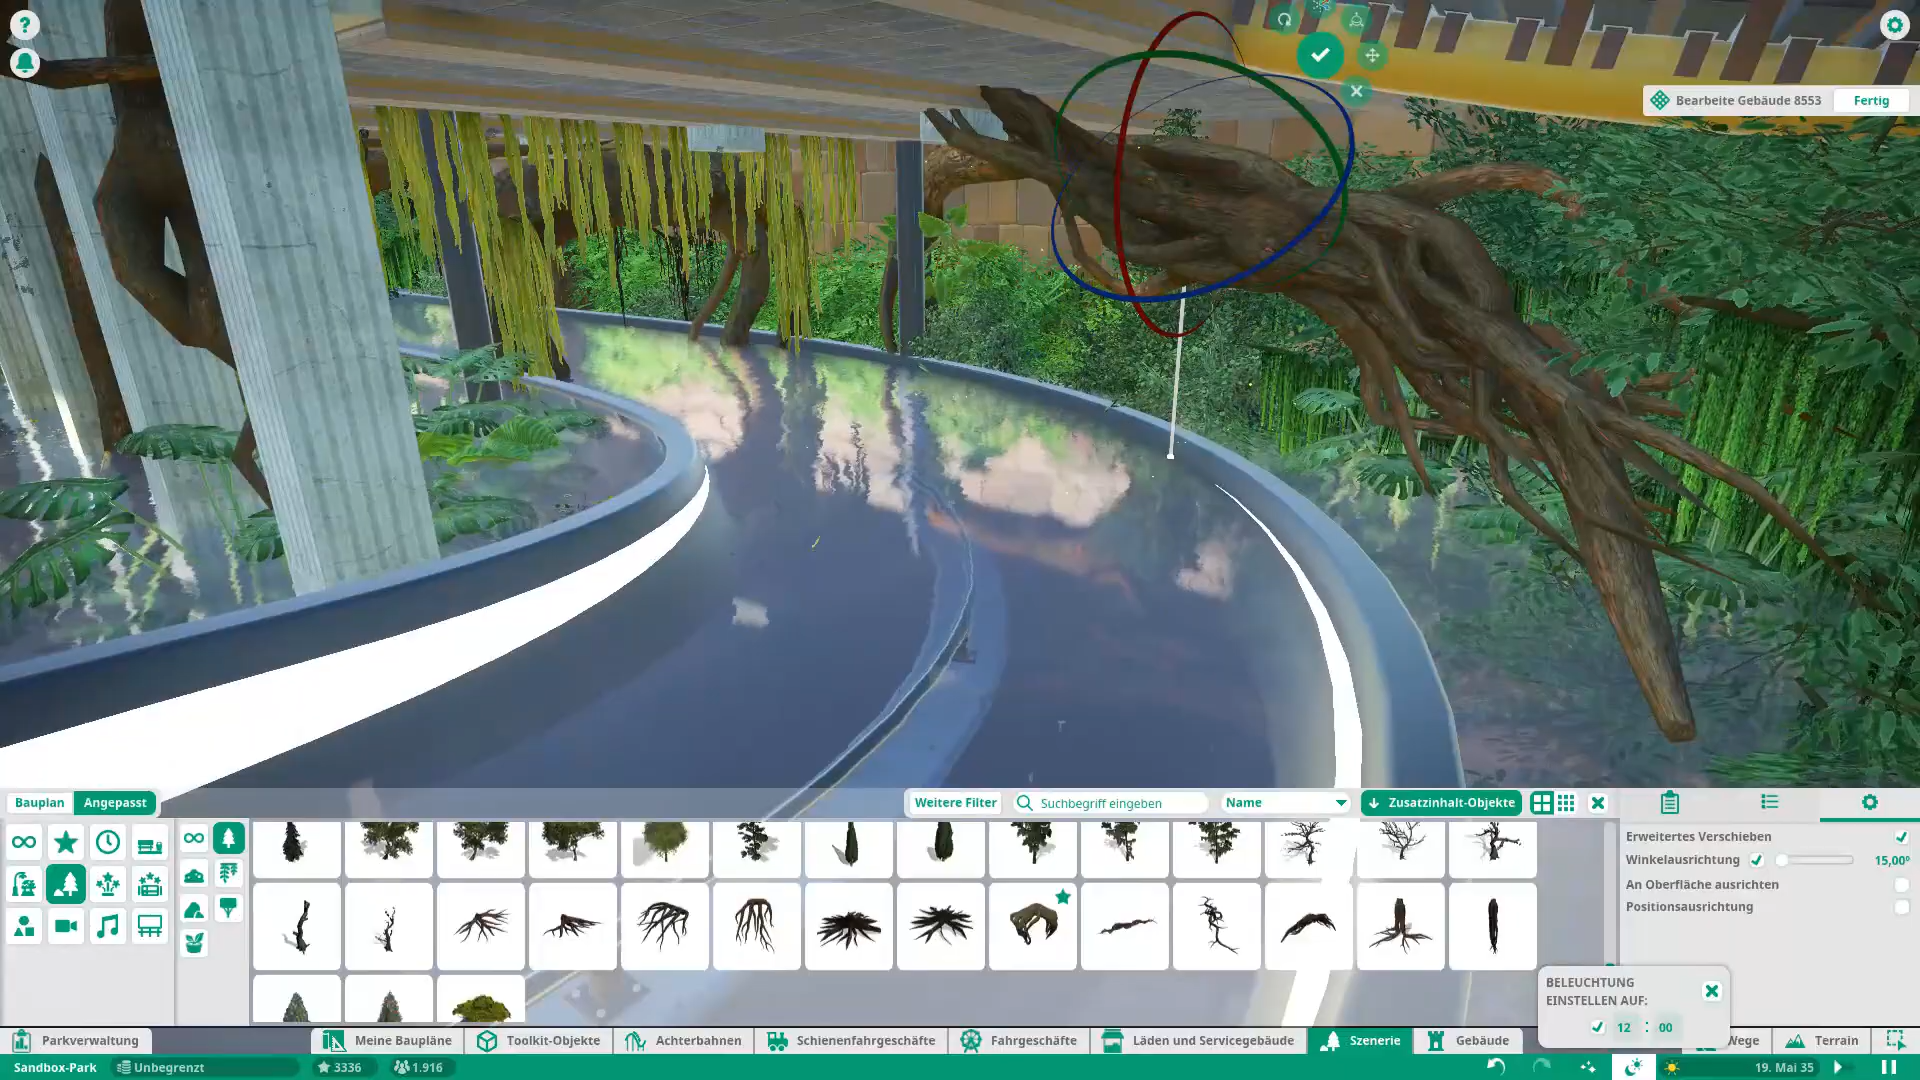 ?
Bearbeite Gebäude 8553
Fertig
Bauplan
Angepasst
Weitere Filter
Suchbegriff eingeben
Name
Zusatzinhalt-Objekte
Erweitertes Verschieben
Winkelausrichtung
15,00°
An Oberfläche ausrichten
Positionsausrichtung
BELEUCHTUNG
EINSTELLEN AUF:
12 : 00
Parkverwaltung
Meine Baupläne
Toolkit-Objekte
Achterbahnen
Schienenfahrgeschäfte
Fahrgeschäfte
Läden und Servicegebäude
Szenerie
Gebäude
Wege
Terrain
Sandbox-Park
Unbegrenzt
3336
1.916
19. Mai 35